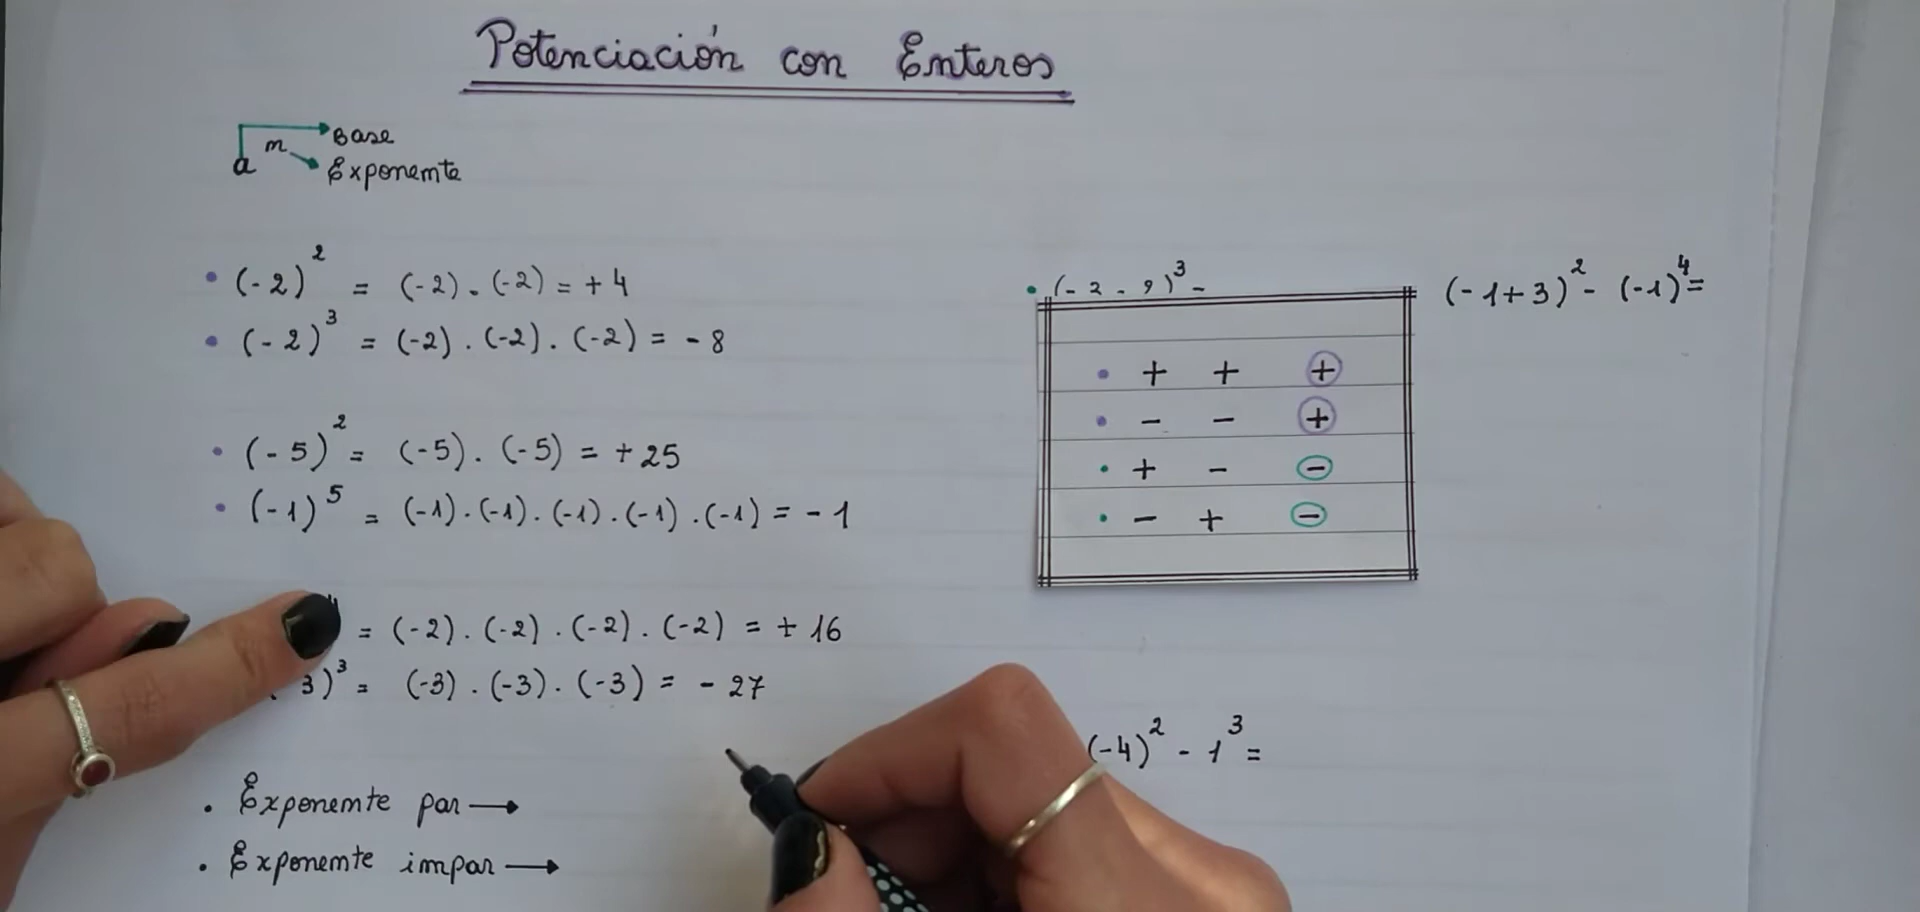 Potenciación con Enteros
Base
a^m Exponente
• (-2)^2 = (-2) . (-2) = +4
• (-2)^3 = (-2) . (-2) . (-2) = -8
• (-5)^2 = (-5) . (-5) = +25
• (-1)^5 = (-1) . (-1) . (-1) . (-1) . (-1) = -1
= (-2) . (-2) . (-2) . (-2) = +16
3)^3 = (-3) . (-3) . (-3) = -27
. Exponente par →
. Exponente impar →
(-1+3)^2 - (-1)^4 =
• + + +
• - - +
• + - -
• - + -
(-4)^2 - 1^3 =